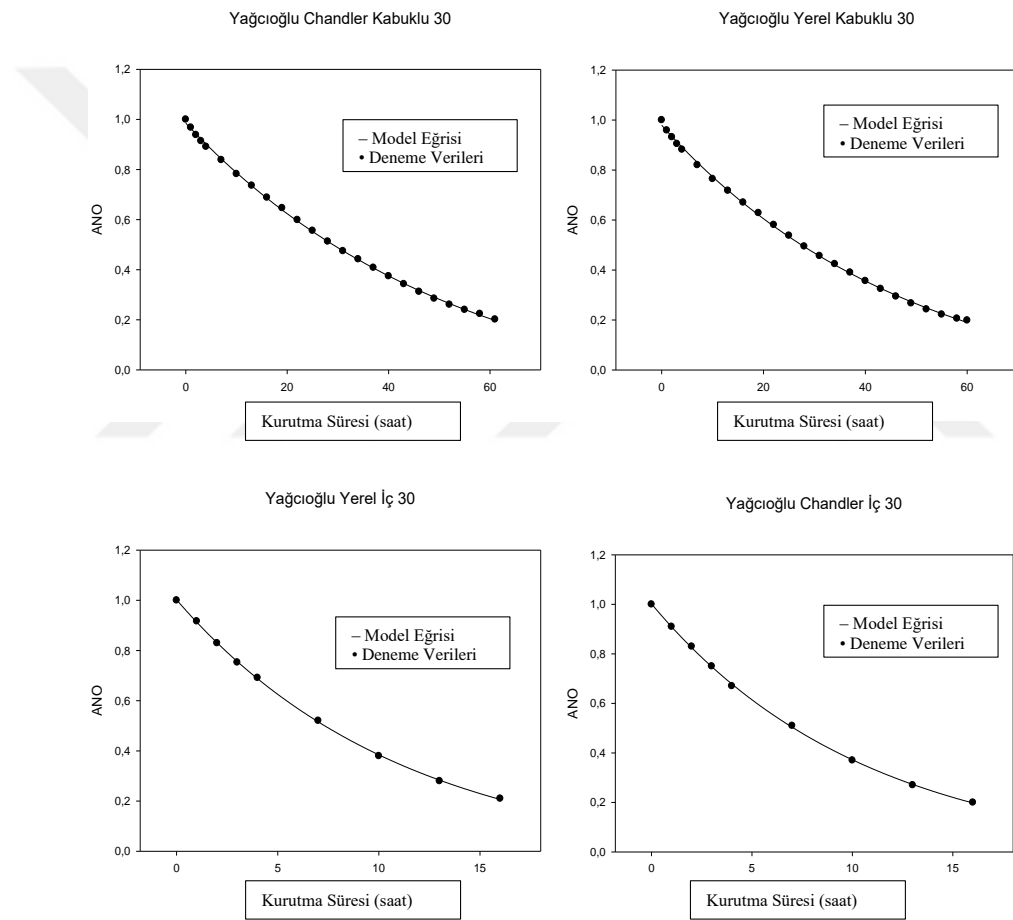 Yağcıoğlu Chandler Kabuklu 30
1,2
1,0
0,8
0,6
0,4
0,2
0,0
ANO
– Model Eğrisi
• Deneme Verileri
0 20 40 60
Kurutma Süresi (saat)
Yağcıoğlu Yerel Kabuklu 30
1,2
1,0
0,8
0,6
0,4
0,2
0,0
ANO
– Model Eğrisi
• Deneme Verileri
0 20 40 60
Kurutma Süresi (saat)
Yağcıoğlu Yerel İç 30
1,2
1,0
0,8
0,6
0,4
0,2
0,0
ANO
– Model Eğrisi
• Deneme Verileri
0 5 10 15
Kurutma Süresi (saat)
Yağcıoğlu Chandler İç 30
1,2
1,0
0,8
0,6
0,4
0,2
0,0
ANO
– Model Eğrisi
• Deneme Verileri
0 5 10 15
Kurutma Süresi (saat)